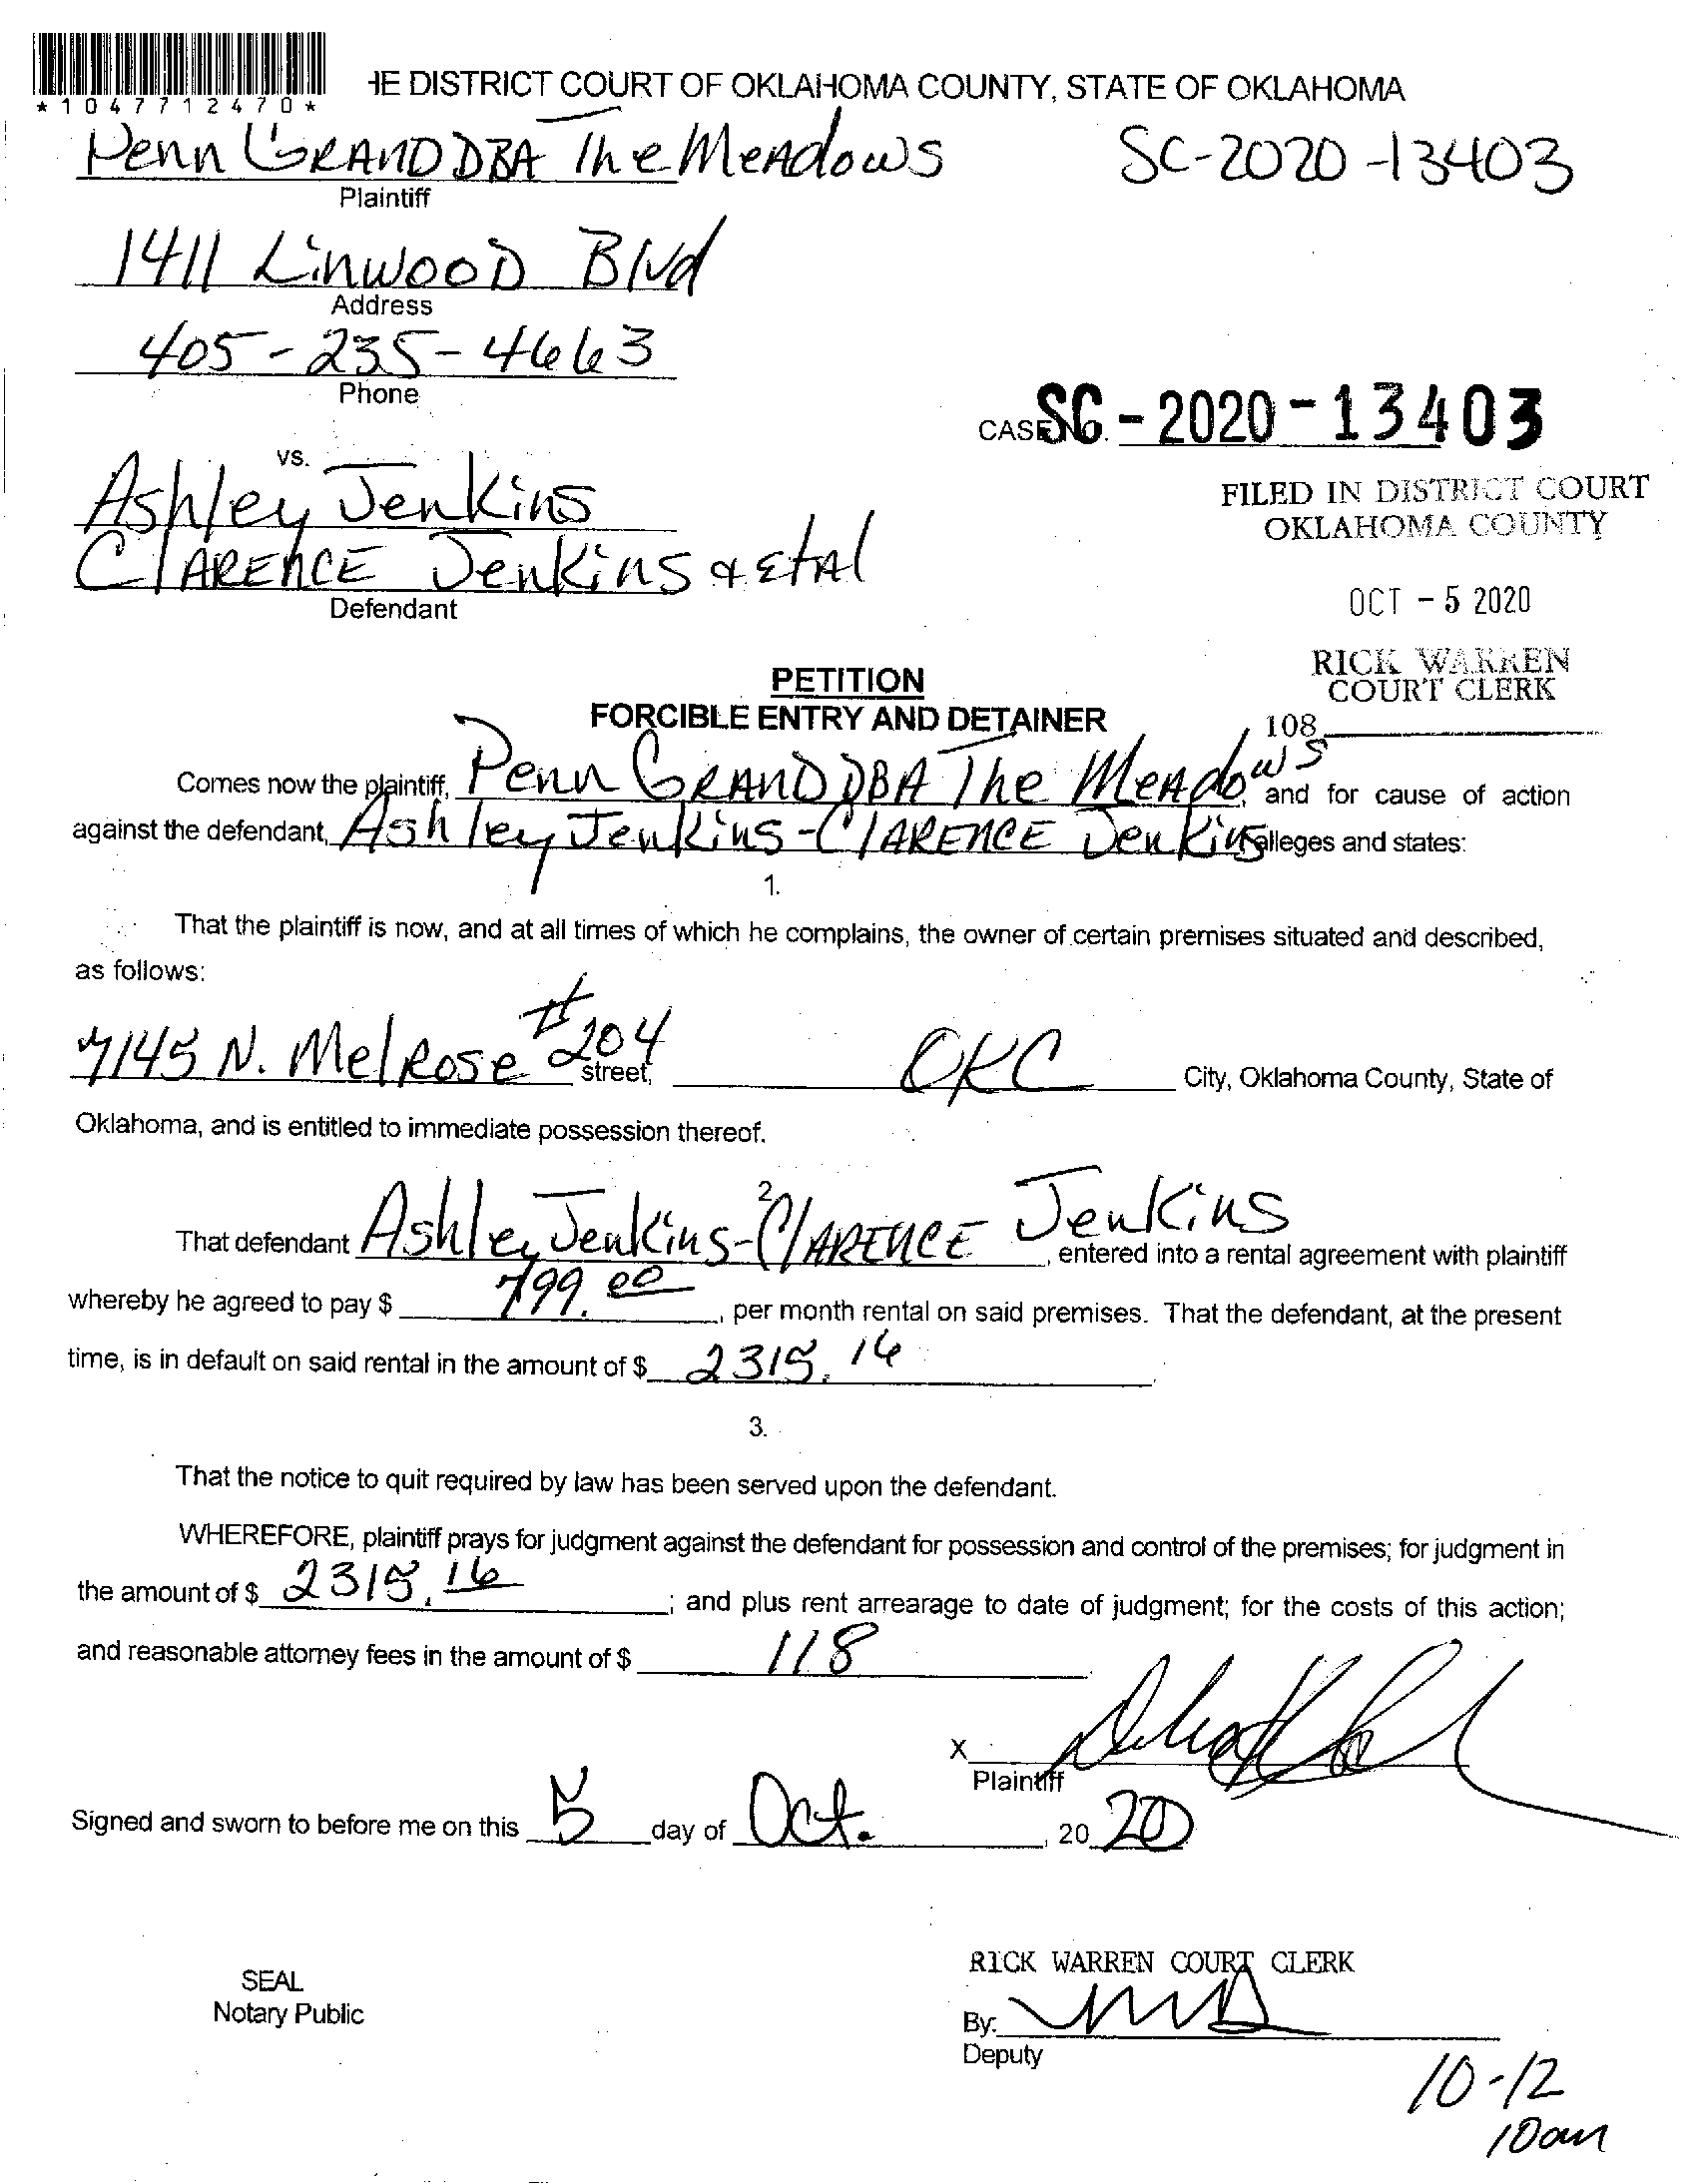 *1047712470*
HE DISTRICT COURT OF OKLAHOMA COUNTY, STATE OF OKLAHOMA
Penn GRAND DBA The MEAdows
SC-2020-13403
Plaintiff
1411 LinwooD Blvd
Address
405-235-4663
Phone
CASE NO. SC-2020-13403
vs.
FILED IN DISTRICT COURT
OKLAHOMA COUNTY
Ashley Jenkins
ClARENCE Jenkins & EtAl
Defendant
OCT - 5 2020
RICK WARREN
COURT CLERK
108
PETITION
FORCIBLE ENTRY AND DETAINER
Comes now the plaintiff, Penn GRAND DBA The MEAdows, and for cause of action
against the defendant, Ashley Jenkins-ClARENCE Jenkins alleges and states:
1.
That the plaintiff is now, and at all times of which he complains, the owner of certain premises situated and described,
as follows:
7145 N. MelRose #204 street, OKC City, Oklahoma County, State of
Oklahoma, and is entitled to immediate possession thereof.
2
That defendant Ashley Jenkins-ClARENCE Jenkins, entered into a rental agreement with plaintiff
whereby he agreed to pay $ 799.00, per month rental on said premises. That the defendant, at the present
time, is in default on said rental in the amount of $ 2315.16.
3.
That the notice to quit required by law has been served upon the defendant.
WHEREFORE, plaintiff prays for judgment against the defendant for possession and control of the premises; for judgment in
the amount of $ 2315.16; and plus rent arrearage to date of judgment; for the costs of this action;
and reasonable attorney fees in the amount of $ 118
X
Plaintiff
Signed and sworn to before me on this 5 day of Oct., 20 20
RICK WARREN COURT CLERK
SEAL
Notary Public
By:
Deputy
10-12
10am